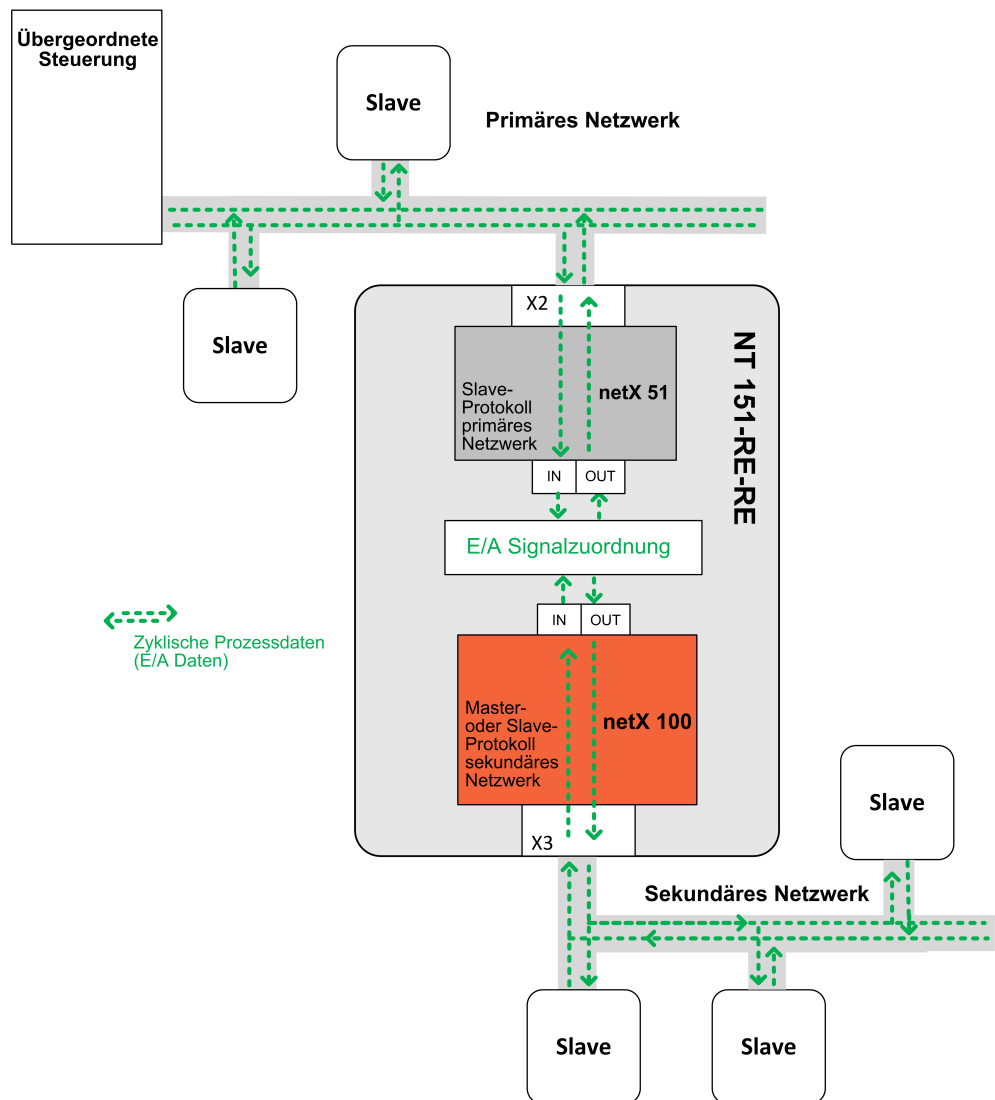 Übergeordnete
Steuerung
Slave
Primäres Netzwerk
Slave
X2
NT 151-RE-RE
Slave-
Protokoll
primäres
Netzwerk
netX 51
IN
OUT
E/A Signalzuordnung
IN
OUT
Zyklische Prozessdaten
(E/A Daten)
Master-
oder Slave-
Protokoll
sekundäres
Netzwerk
netX 100
X3
Slave
Sekundäres Netzwerk
Slave
Slave